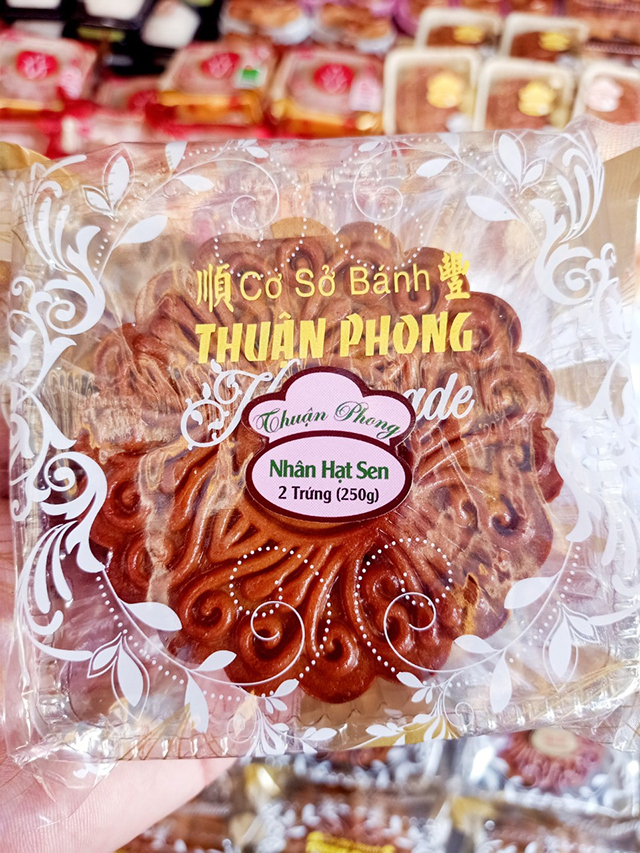 順 Cơ Sở Bánh 豐
THUẬN PHONG
Thuận Phong
Nhân Hạt Sen
2 Trứng (250g)